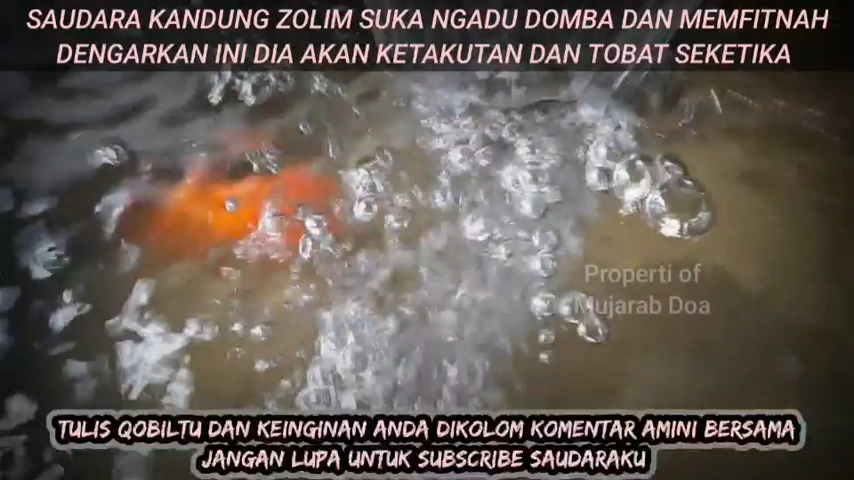 SAUDARA KANDUNG ZOLIM SUKA NGADU DOMBA DAN MEMFITNAH
DENGARKAN INI DIA AKAN KETAKUTAN DAN TOBAT SEKETIKA
Properti of
Mujarab Doa
TULIS QOBILTU DAN KEINGINAN ANDA DIKOLOM KOMENTAR AMINI BERSAMA
JANGAN LUPA UNTUK SUBSCRIBE SAUDARAKU